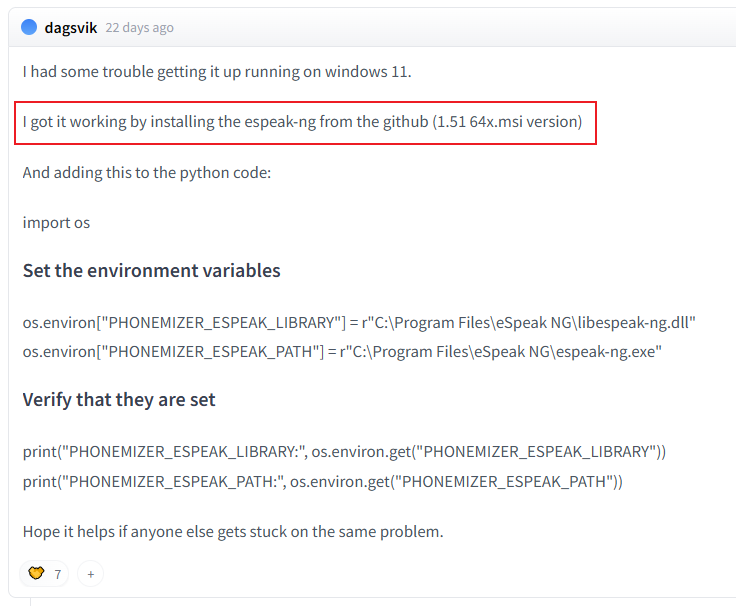 dagsvik 22 days ago
I had some trouble getting it up running on windows 11.
I got it working by installing the espeak-ng from the github (1.51 64x.msi version)
And adding this to the python code:
import os
Set the environment variables
os.environ["PHONEMIZER_ESPEAK_LIBRARY"] = r"C:\Program Files\eSpeak NG\libespeak-ng.dll"
os.environ["PHONEMIZER_ESPEAK_PATH"] = r"C:\Program Files\eSpeak NG\espeak-ng.exe"
Verify that they are set
print("PHONEMIZER_ESPEAK_LIBRARY:", os.environ.get("PHONEMIZER_ESPEAK_LIBRARY"))
print("PHONEMIZER_ESPEAK_PATH:", os.environ.get("PHONEMIZER_ESPEAK_PATH"))
Hope it helps if anyone else gets stuck on the same problem.
7 +